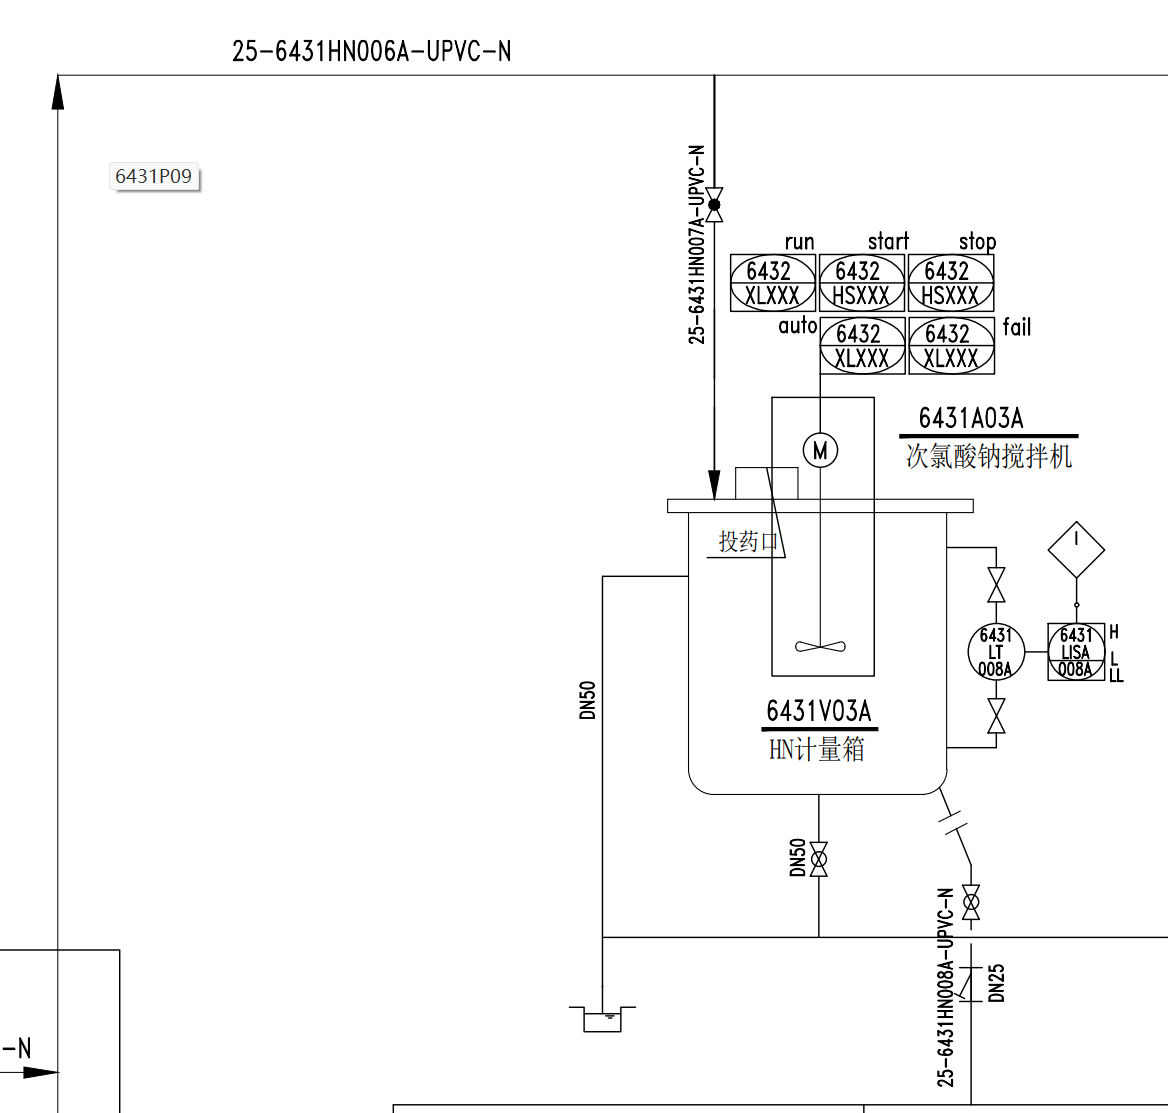 25-6431HN006A-UPVC-N
6431P09
25-6431HN007A-UPVC-N
run
start
stop
6432
XLXXX
6432
HSXXX
6432
HSXXX
auto
fail
6432
XLXXX
6432
XLXXX
6431A03A
次氯酸钠搅拌机
M
投药口
I
6431
LT
008A
6431
LISA
008A
H
L
LL
DN50
6431V03A
HN计量箱
DN50
25-6431HN008A-UPVC-N
DN25
-N